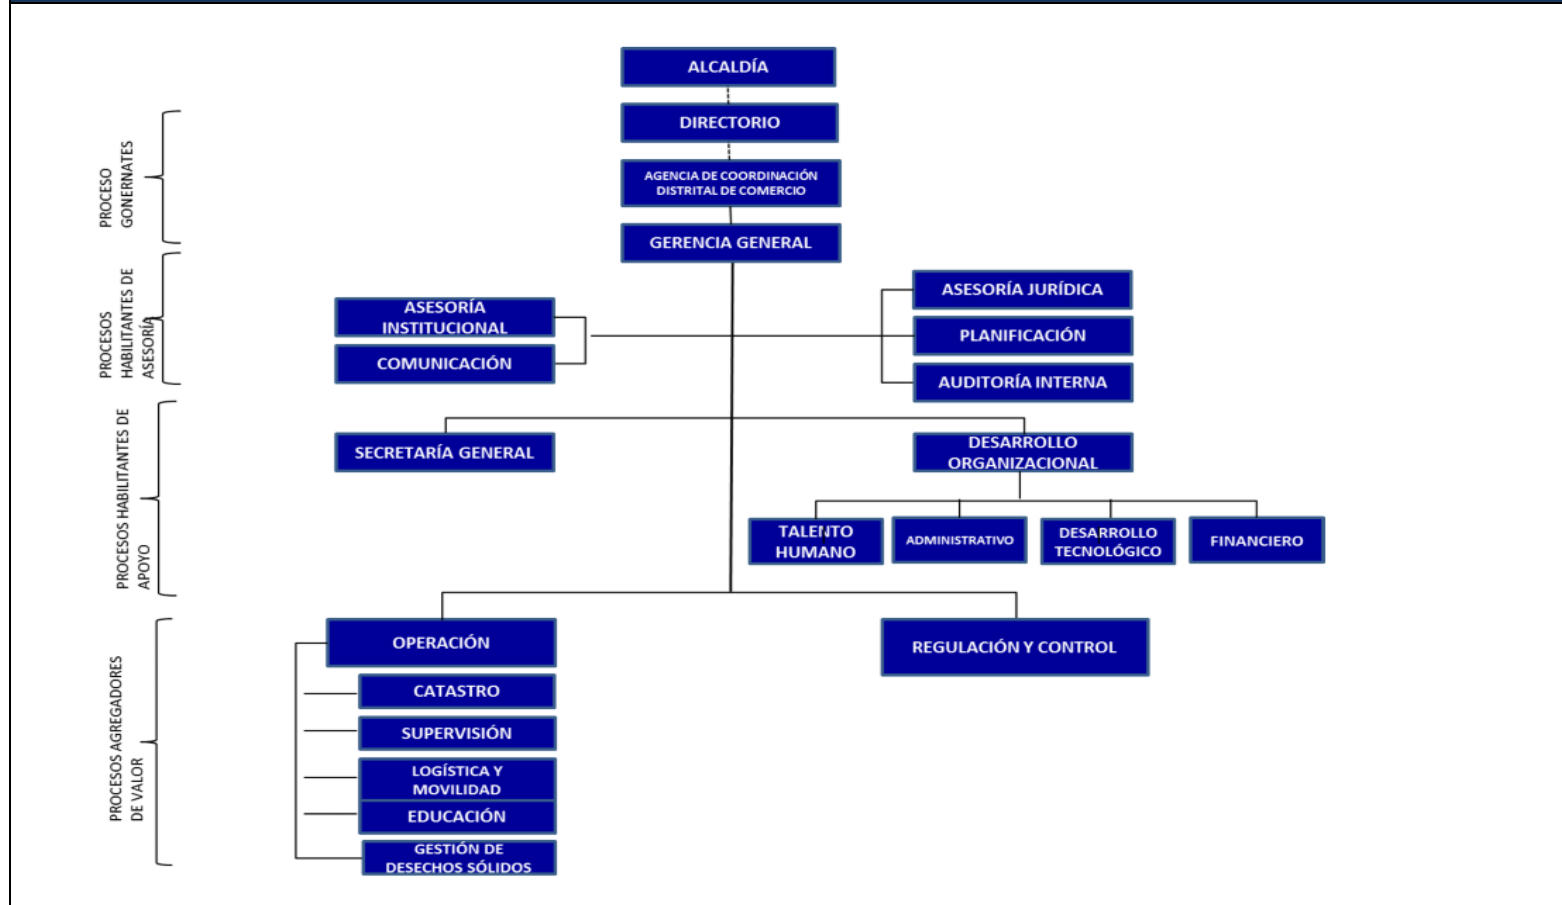 ALCALDÍA
DIRECTORIO
AGENCIA DE COORDINACIÓN
DISTRITAL DE COMERCIO
GERENCIA GENERAL
PROCESO
GONERNATES
ASESORÍA
INSTITUCIONAL
COMUNICACIÓN
ASESORÍA JURÍDICA
PLANIFICACIÓN
AUDITORÍA INTERNA
PROCESOS
HABILITANTES DE
ASESORÍA
SECRETARÍA GENERAL
DESARROLLO
ORGANIZACIONAL
TALENTO
HUMANO
ADMINISTRATIVO
DESARROLLO
TECNOLÓGICO
FINANCIERO
PROCESOS HABILITANTES DE
APOYO
OPERACIÓN
REGULACIÓN Y CONTROL
CATASTRO
SUPERVISIÓN
LOGÍSTICA Y
MOVILIDAD
EDUCACIÓN
GESTIÓN DE
DESECHOS SÓLIDOS
PROCESOS AGREGADORES
DE VALOR